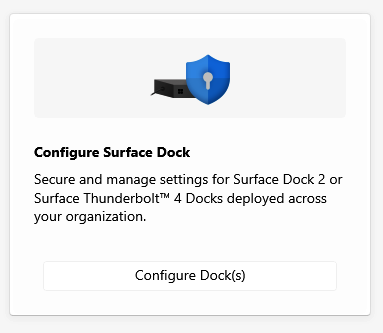 Configure Surface Dock
Secure and manage settings for Surface Dock 2 or
Surface Thunderbolt™ 4 Docks deployed across
your organization.
Configure Dock(s)